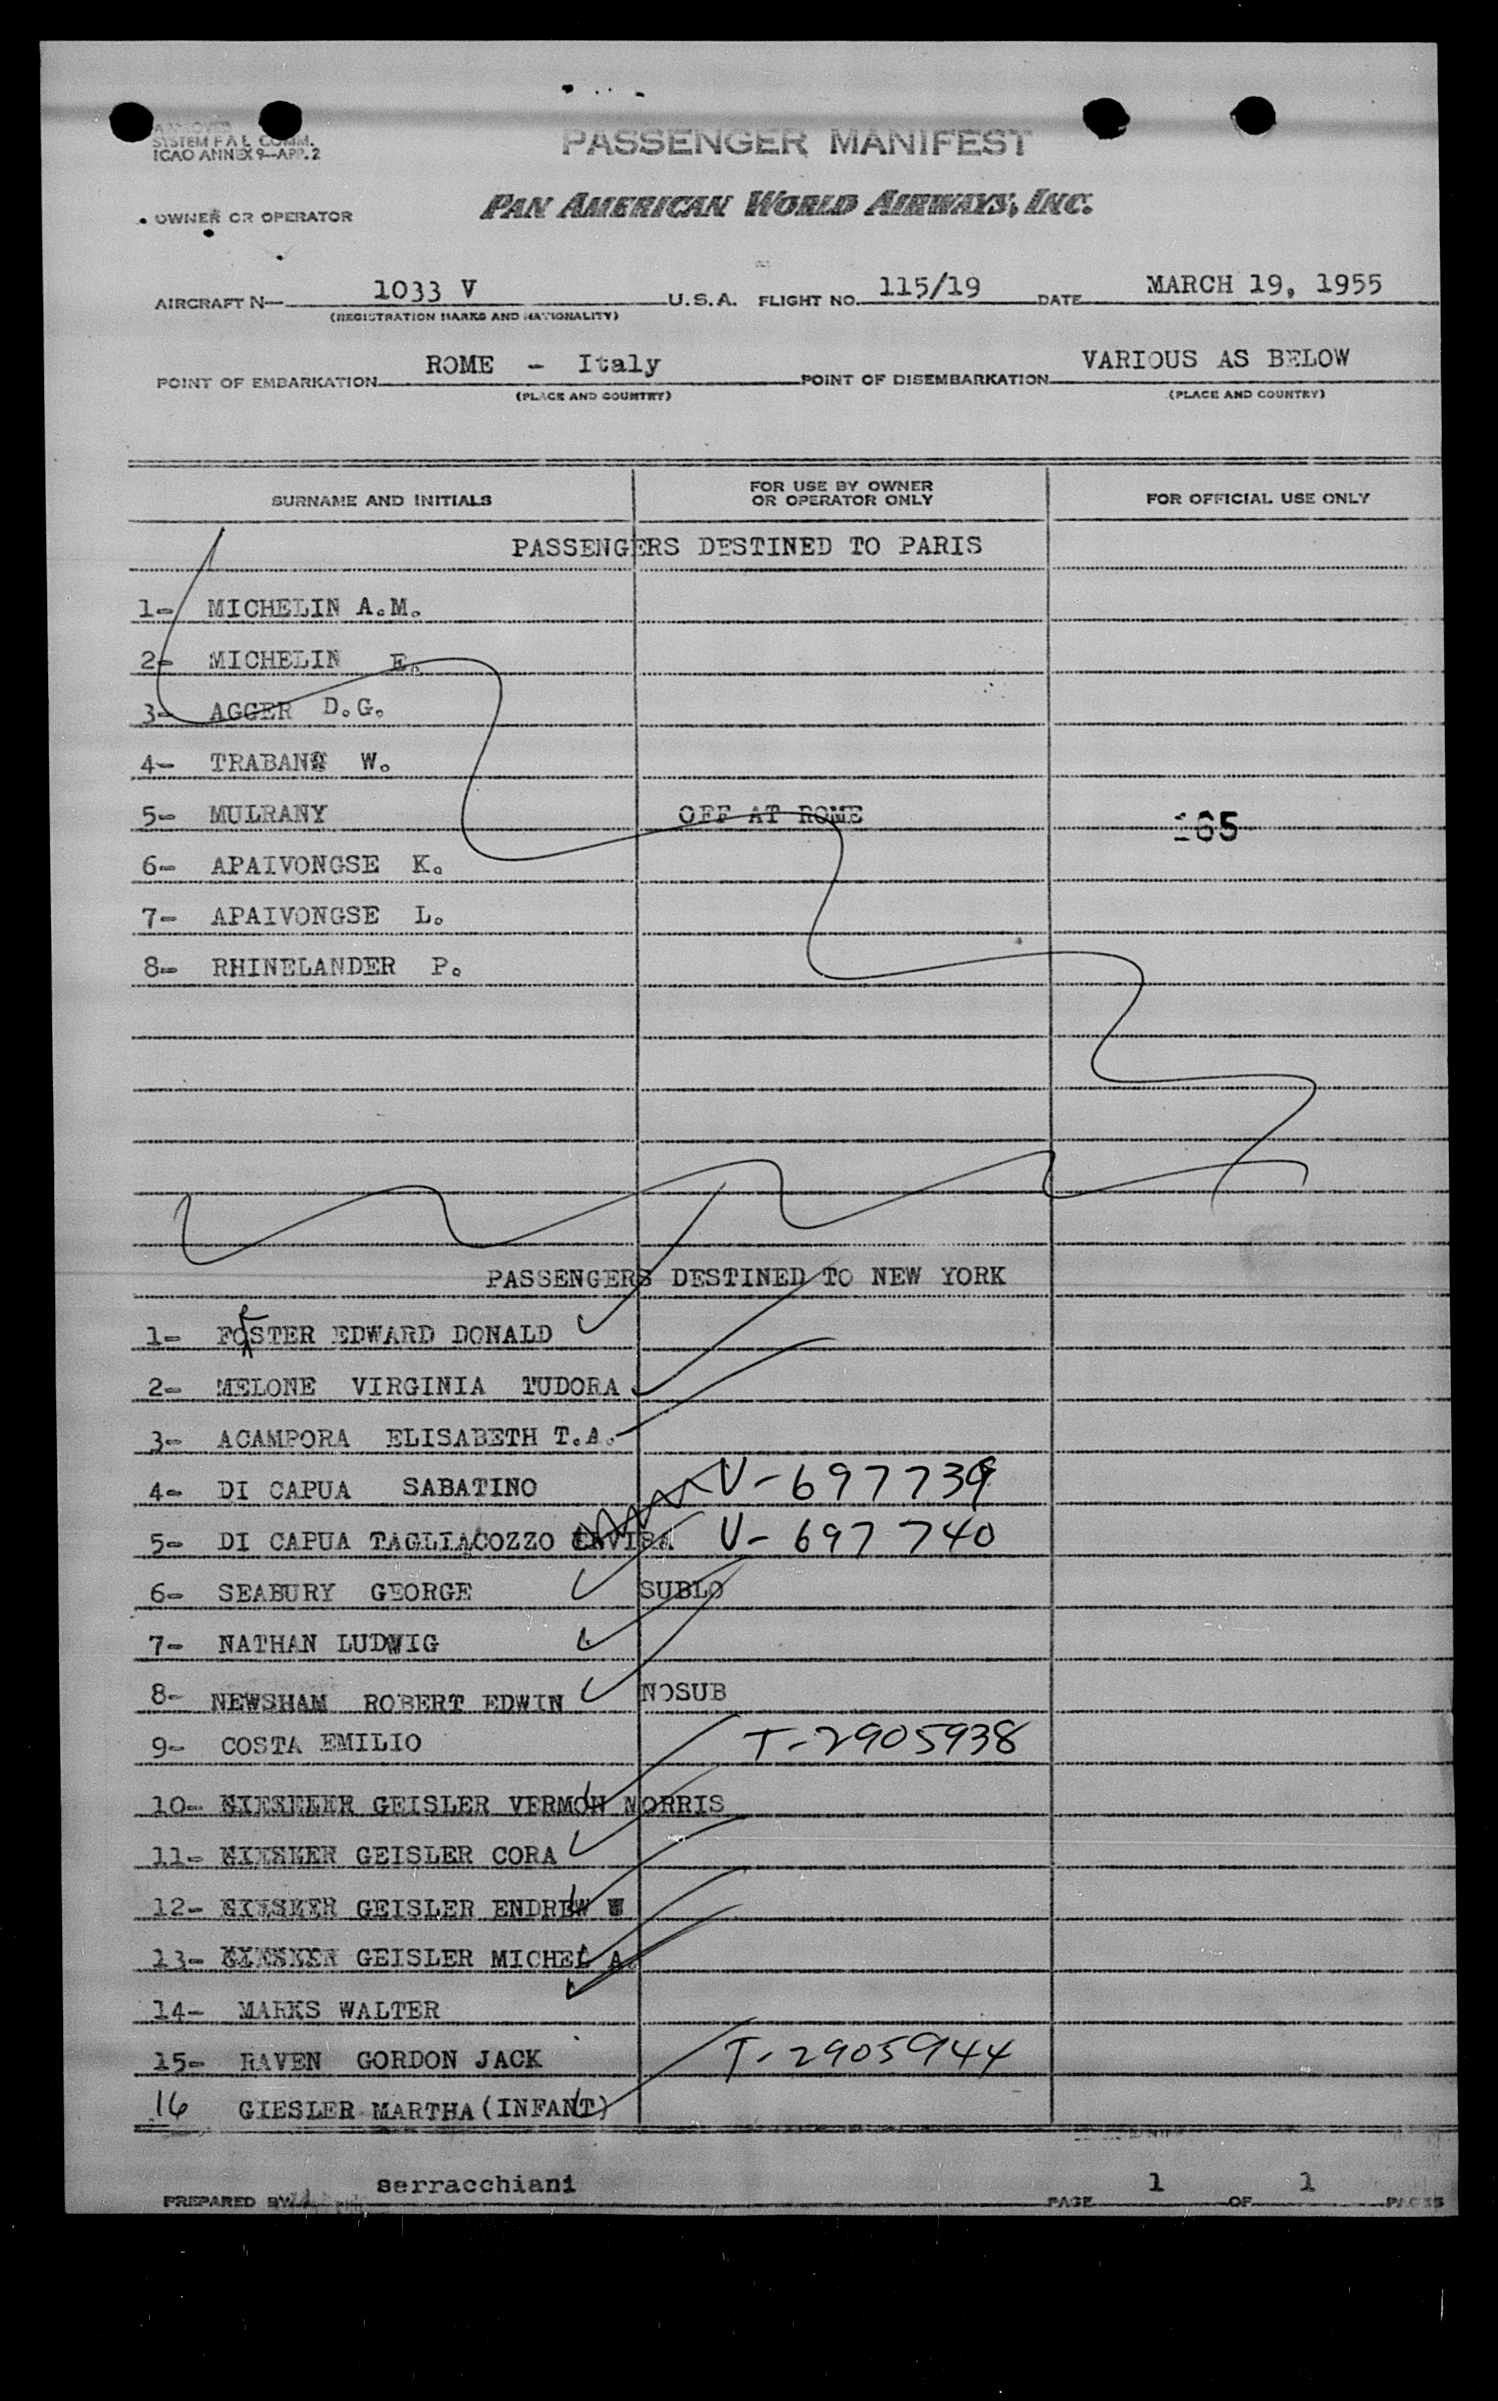 SYSTEM F A L COMM.
ICAO ANNEX 9—APP. 2
PASSENGER MANIFEST
OWNER OR OPERATOR
PAN AMERICAN WORLD AIRWAYS, INC.
AIRCRAFT N— 1033 V U.S.A. FLIGHT NO. 115/19 DATE MARCH 19, 1955
(REGISTRATION MARKS AND NATIONALITY)
POINT OF EMBARKATION ROME - Italy POINT OF DISEMBARKATION VARIOUS AS BELOW
(PLACE AND COUNTRY) (PLACE AND COUNTRY)
SURNAME AND INITIALS FOR USE BY OWNER OR OPERATOR ONLY FOR OFFICIAL USE ONLY
PASSENGERS DESTINED TO PARIS
1- MICHELIN A.M.
2- MICHELIN E.
3- AGGER D.G.
4- W.
5- MULRANY OFF AT ROME 165
6- APAIVONGSE K.
7- APAIVONGSE L.
8- RHINELANDER P.
PASSENGERS DESTINED TO NEW YORK
1- FOSTER EDWARD DONALD
2- MELONE VIRGINIA TUDORA
3- ACAMPORA ELISABETH T.A.
4- DI CAPUA SABATINO V-697739
5- DI CAPUA TAGLIACOZZO V-697740
6- SEABURY GEORGE SUBLO
7- NATHAN LUDWIG
8- NEWSHAM ROBERT EDWIN NOSUB
9- COSTA EMILIO T-2905938
10- GEISLER VERMON MORRIS
11- GEISLER CORA
12- GEISLER ENDREW
13- GEISLER MICHEL A.
14- MARKS WALTER
15- RAVEN GORDON JACK T-2905944
16 GIESLER MARTHA (INFANT)
PREPARED BY serracchiani PAGE 1 OF 1 PAGES